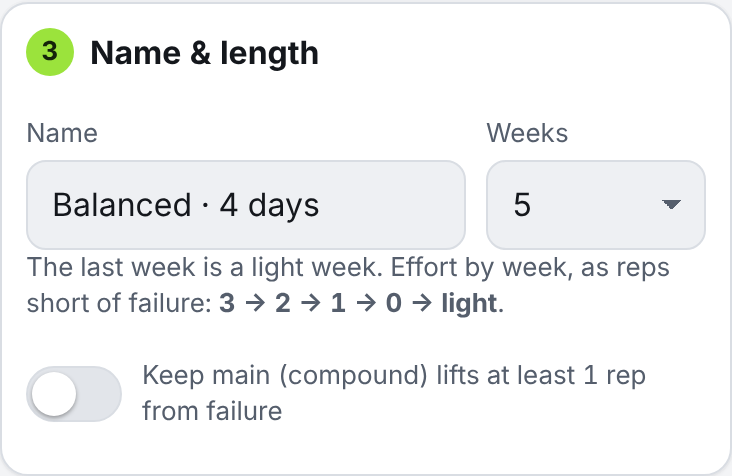 3 Name & length
Name
Weeks
Balanced · 4 days
5
The last week is a light week. Effort by week, as reps
short of failure: 3 → 2 → 1 → 0 → light.
Keep main (compound) lifts at least 1 rep
from failure